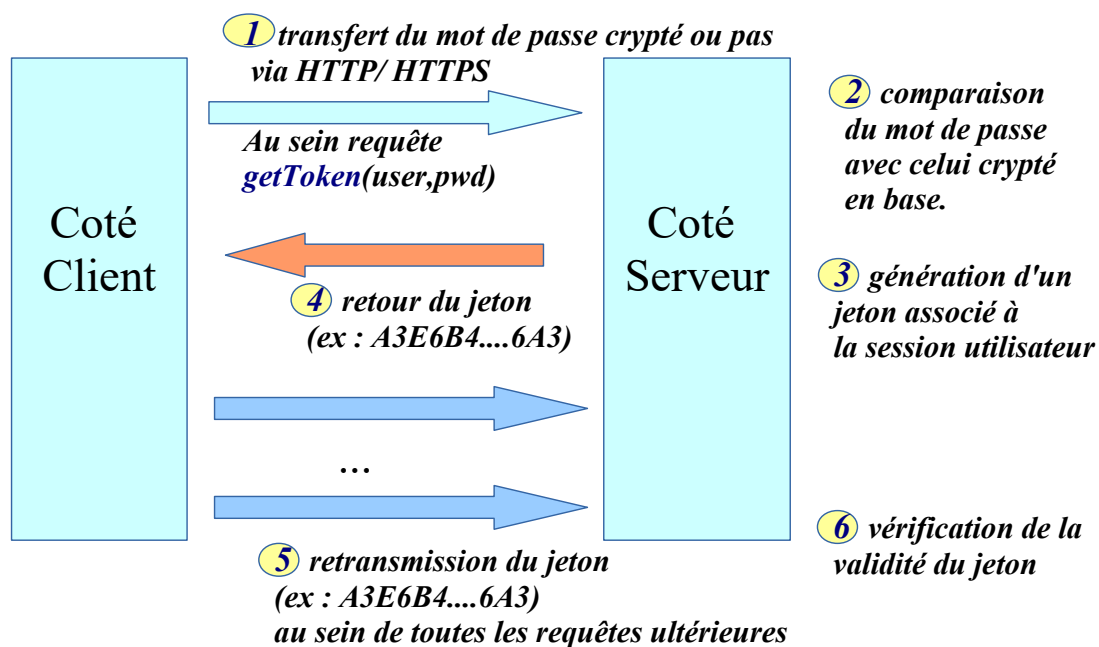 1 transfert du mot de passe crypté ou pas
via HTTP/ HTTPS
Au sein requête
getToken(user,pwd)
2 comparaison
du mot de passe
avec celui crypté
en base.
Coté
Client
Coté
Serveur
3 génération d'un
jeton associé à
la session utilisateur
4 retour du jeton
(ex : A3E6B4....6A3)
...
5 retransmission du jeton
(ex : A3E6B4....6A3)
au sein de toutes les requêtes ultérieures
6 vérification de la
validité du jeton